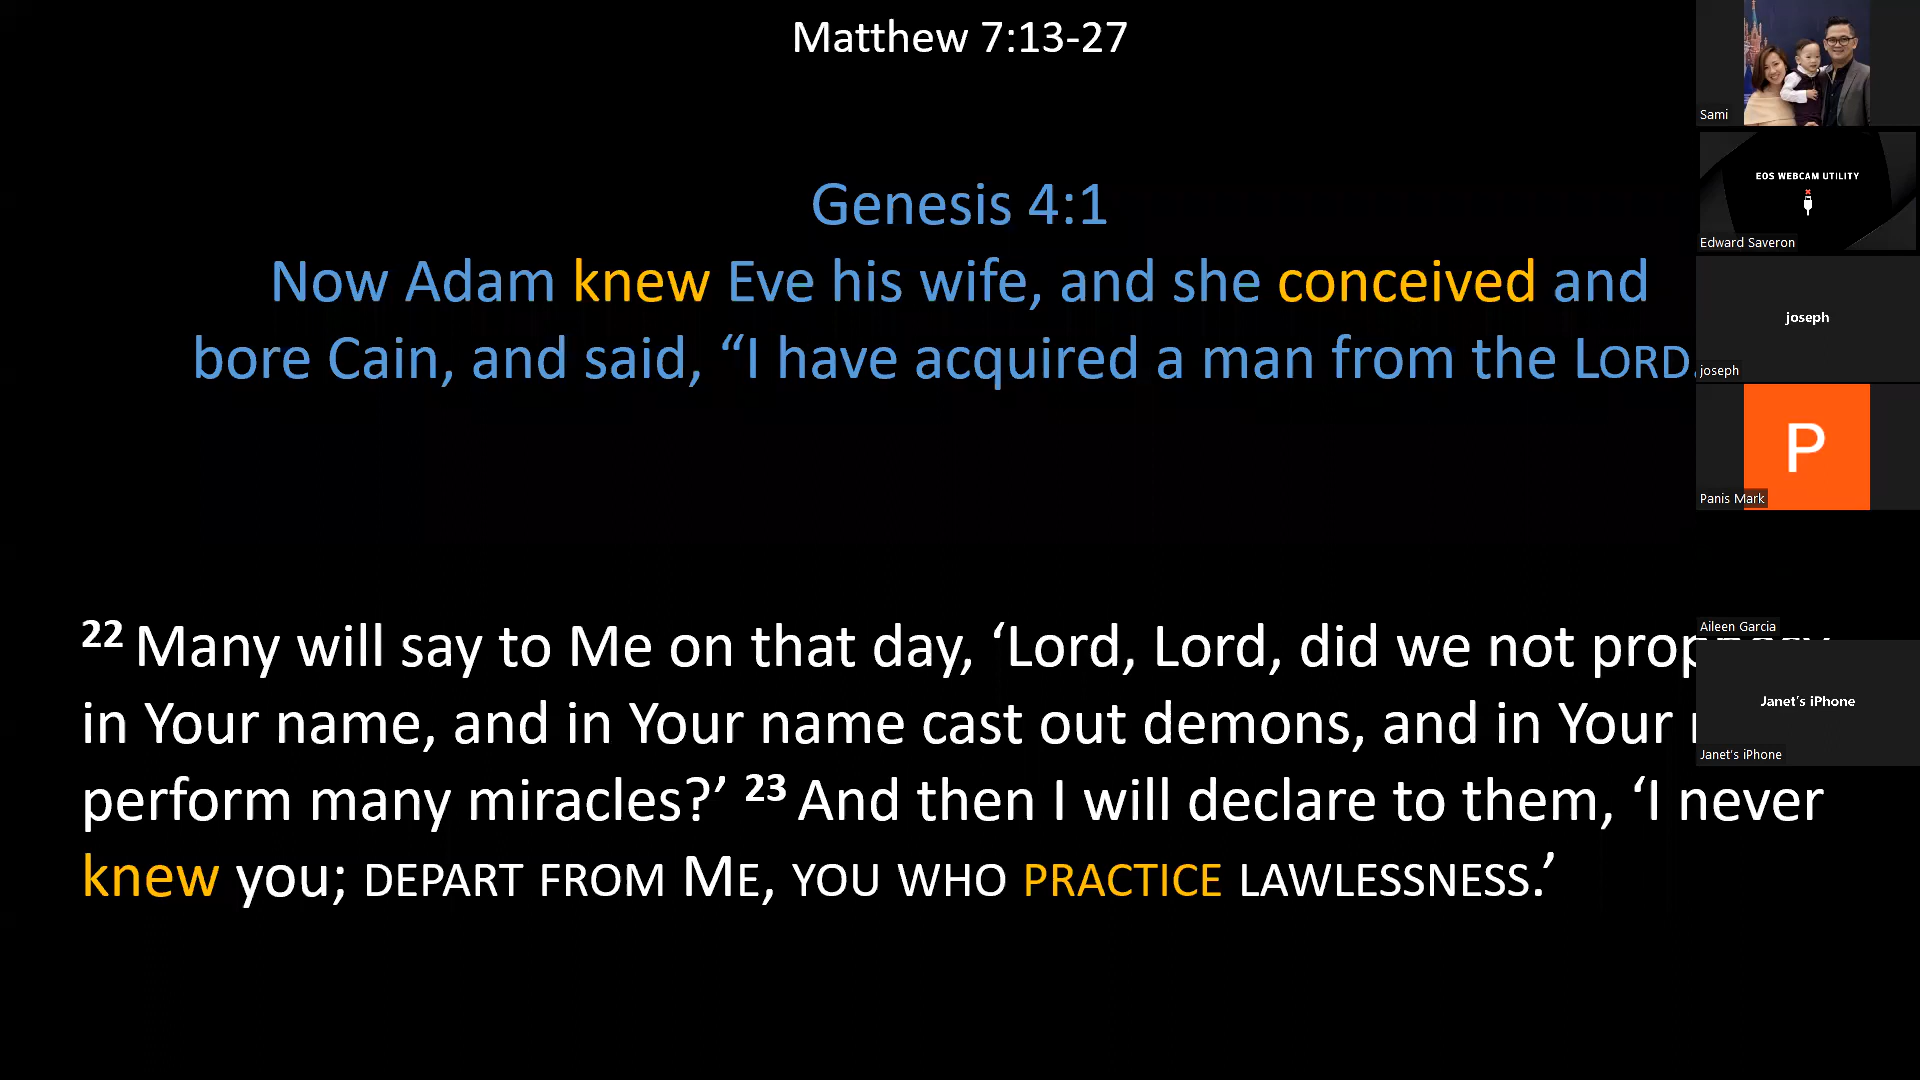 Matthew 7:13-27
Genesis 4:1
Now Adam knew Eve his wife, and she conceived and
bore Cain, and said, “I have acquired a man from the LORD.
22 Many will say to Me on that day, ‘Lord, Lord, did we not
in Your name, and in Your name cast out demons, and in Your
perform many miracles?’ 23 And then I will declare to them, ‘I never
knew you; DEPART FROM ME, YOU WHO PRACTICE LAWLESSNESS.’
Sami
EOS WEBCAM UTILITY
Edward Saveron
joseph
joseph
P
Panis Mark
Aileen Garcia
Janet's iPhone
Janet's iPhone